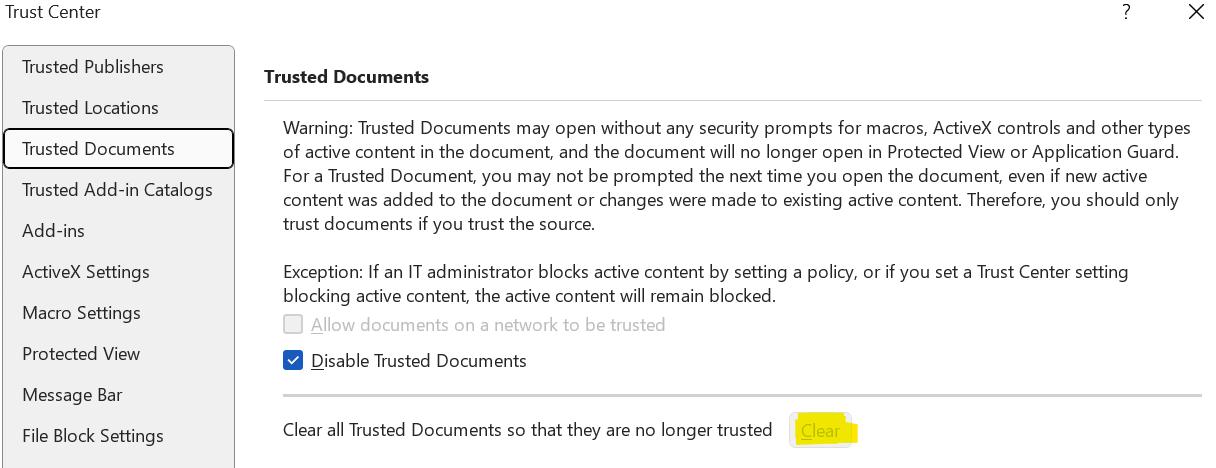 Trust Center
?
Trusted Publishers
Trusted Locations
Trusted Documents
Trusted Add-in Catalogs
Add-ins
ActiveX Settings
Macro Settings
Protected View
Message Bar
File Block Settings
Trusted Documents
Warning: Trusted Documents may open without any security prompts for macros, ActiveX controls and other types
of active content in the document, and the document will no longer open in Protected View or Application Guard.
For a Trusted Document, you may not be prompted the next time you open the document, even if new active
content was added to the document or changes were made to existing active content. Therefore, you should only
trust documents if you trust the source.
Exception: If an IT administrator blocks active content by setting a policy, or if you set a Trust Center setting
blocking active content, the active content will remain blocked.
Allow documents on a network to be trusted
Disable Trusted Documents
Clear all Trusted Documents so that they are no longer trusted Clear